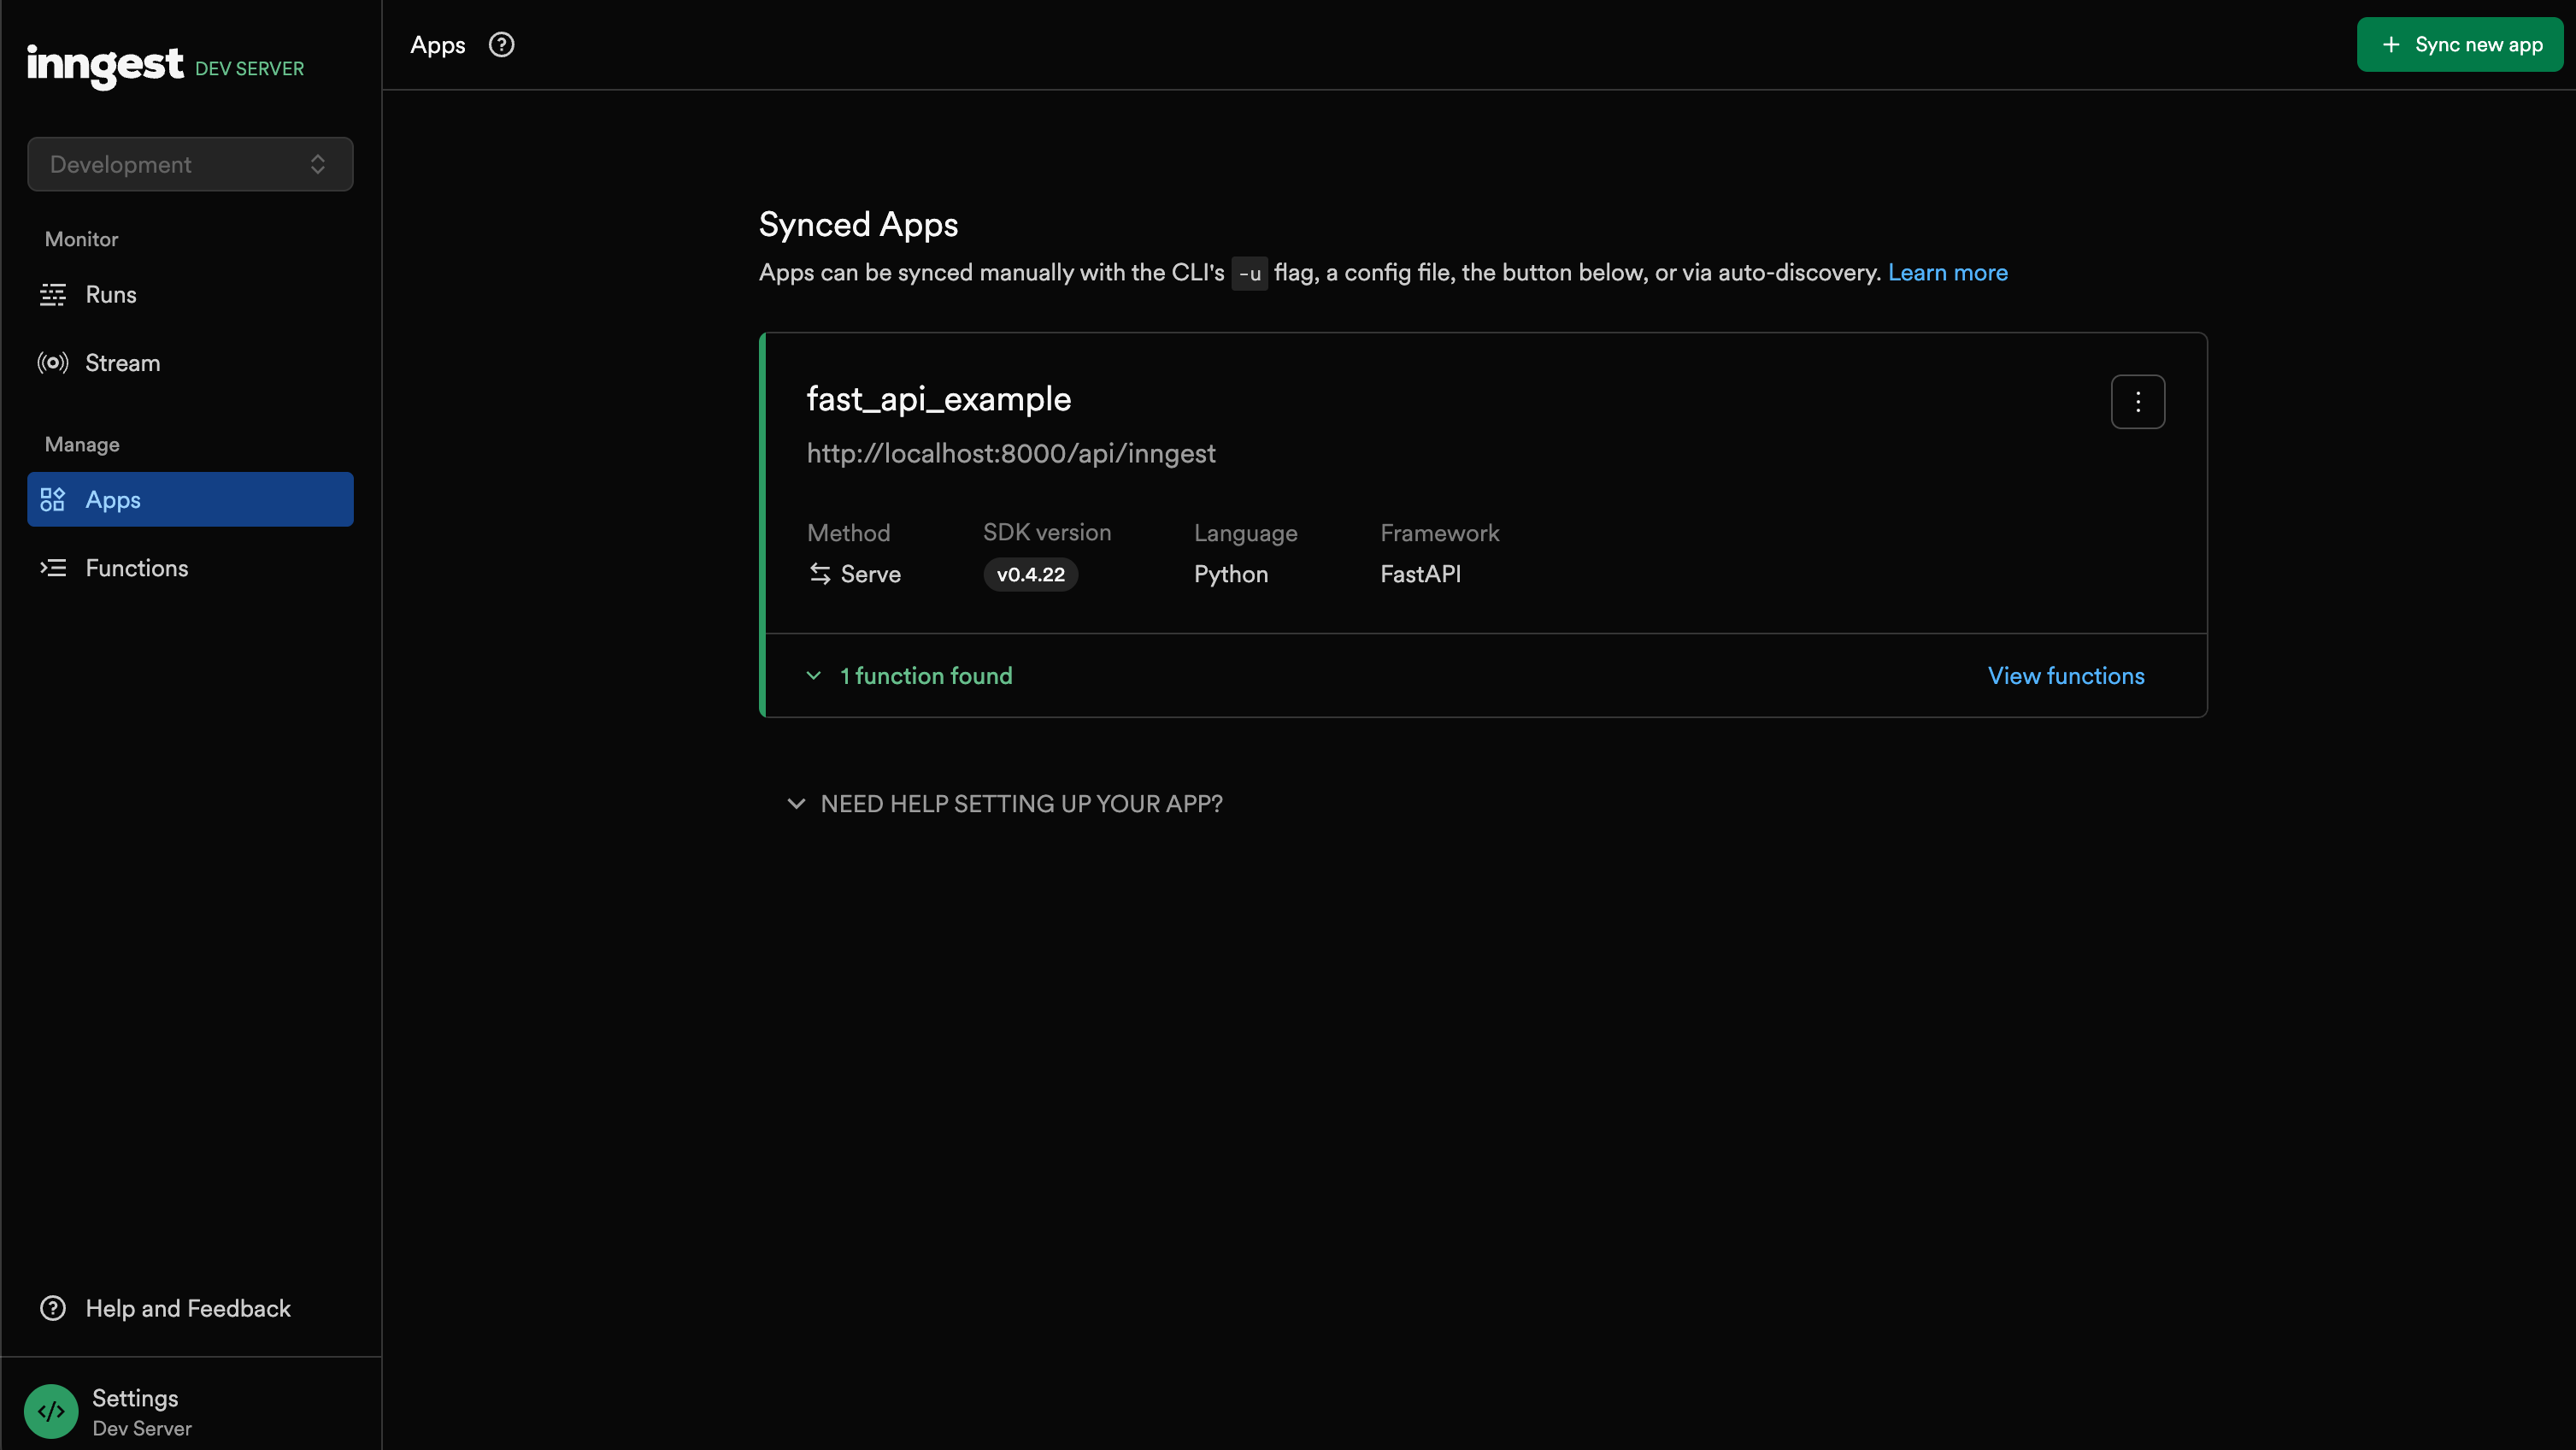 inngest DEV SERVER
Development
Monitor
Runs
Stream
Manage
Apps
Functions
Help and Feedback
Settings
Dev Server
Apps
Sync new app
Synced Apps
Apps can be synced manually with the CLI's -u flag, a config file, the button below, or via auto-discovery. Learn more
fast_api_example
http://localhost:8000/api/inngest
Method SDK version Language Framework
Serve v0.4.22 Python FastAPI
1 function found View functions
NEED HELP SETTING UP YOUR APP?